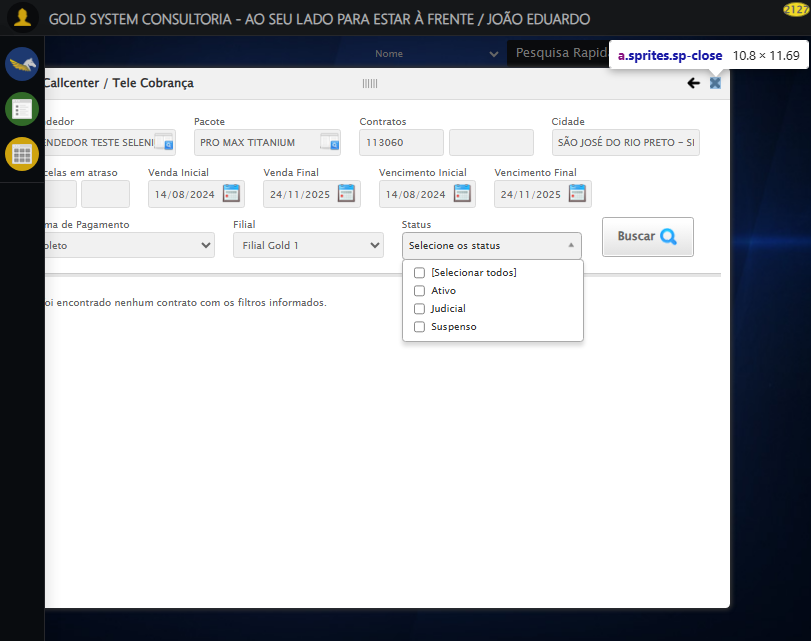 GOLD SYSTEM CONSULTORIA - AO SEU LADO PARA ESTAR À FRENTE / JOÃO EDUARDO
2127
Nome
Pesquisa Rapid
a.sprites.sp-close 10.8 × 11.69
Callcenter / Tele Cobrança
ndedor Pacote Contratos Cidade
ENDEDOR TESTE SELENI PRO MAX TITANIUM 113060 SÃO JOSÉ DO RIO PRETO - SI
celas em atraso Venda Inicial Venda Final Vencimento Inicial Vencimento Final
14/08/2024 24/11/2025 14/08/2024 24/11/2025
ma de Pagamento Filial Status
oleto Filial Gold 1 Selecione os status Buscar
[Selecionar todos]
Ativo
Judicial
Suspenso
oi encontrado nenhum contrato com os filtros informados.